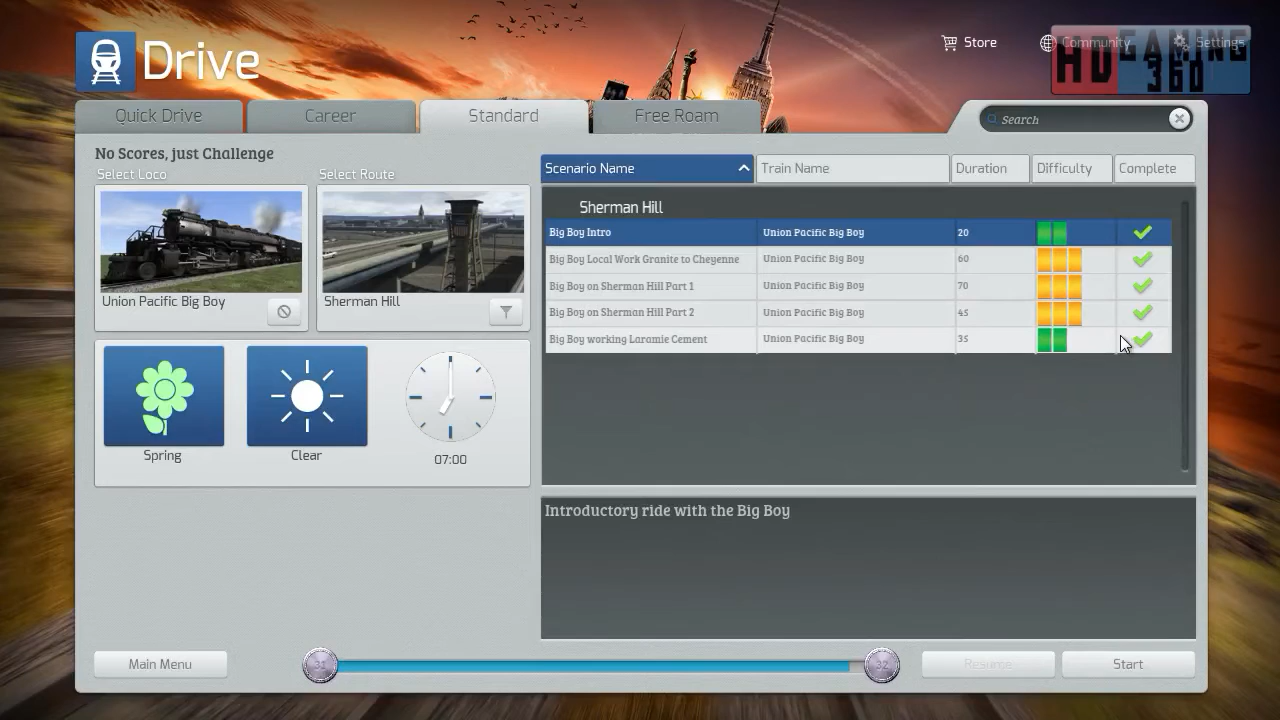 Drive
Store
Community
Settings
HD GAMING 360
Quick Drive
Career
Standard
Free Roam
Search
No Scores, just Challenge
Select Loco
Select Route
Union Pacific Big Boy
Sherman Hill
Spring
Clear
07:00
Scenario Name
Train Name
Duration
Difficulty
Complete
Sherman Hill
Big Boy Intro Union Pacific Big Boy 20
Big Boy Local Work Granite to Cheyenne Union Pacific Big Boy 60
Big Boy on Sherman Hill Part 1 Union Pacific Big Boy 70
Big Boy on Sherman Hill Part 2 Union Pacific Big Boy 45
Big Boy working Laramie Cement Union Pacific Big Boy 35
Introductory ride with the Big Boy
Main Menu
31
32
Resume
Start